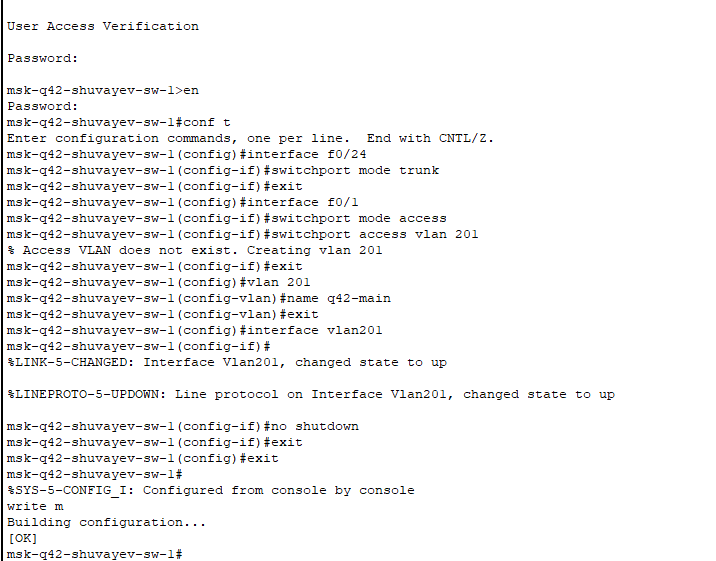 User Access Verification
Password:
msk-q42-shuvayev-sw-1>en
Password:
msk-q42-shuvayev-sw-1#conf t
Enter configuration commands, one per line.  End with CNTL/Z.
msk-q42-shuvayev-sw-1(config)#interface f0/24
msk-q42-shuvayev-sw-1(config-if)#switchport mode trunk
msk-q42-shuvayev-sw-1(config-if)#exit
msk-q42-shuvayev-sw-1(config)#interface f0/1
msk-q42-shuvayev-sw-1(config-if)#switchport mode access
msk-q42-shuvayev-sw-1(config-if)#switchport access vlan 201
% Access VLAN does not exist. Creating vlan 201
msk-q42-shuvayev-sw-1(config-if)#exit
msk-q42-shuvayev-sw-1(config)#vlan 201
msk-q42-shuvayev-sw-1(config-vlan)#name q42-main
msk-q42-shuvayev-sw-1(config-vlan)#exit
msk-q42-shuvayev-sw-1(config)#interface vlan201
msk-q42-shuvayev-sw-1(config-if)#
%LINK-5-CHANGED: Interface Vlan201, changed state to up
%LINEPROTO-5-UPDOWN: Line protocol on Interface Vlan201, changed state to up
msk-q42-shuvayev-sw-1(config-if)#no shutdown
msk-q42-shuvayev-sw-1(config-if)#exit
msk-q42-shuvayev-sw-1(config)#exit
msk-q42-shuvayev-sw-1#
%SYS-5-CONFIG_I: Configured from console by console
write m
Building configuration...
[OK]
msk-q42-shuvayev-sw-1#